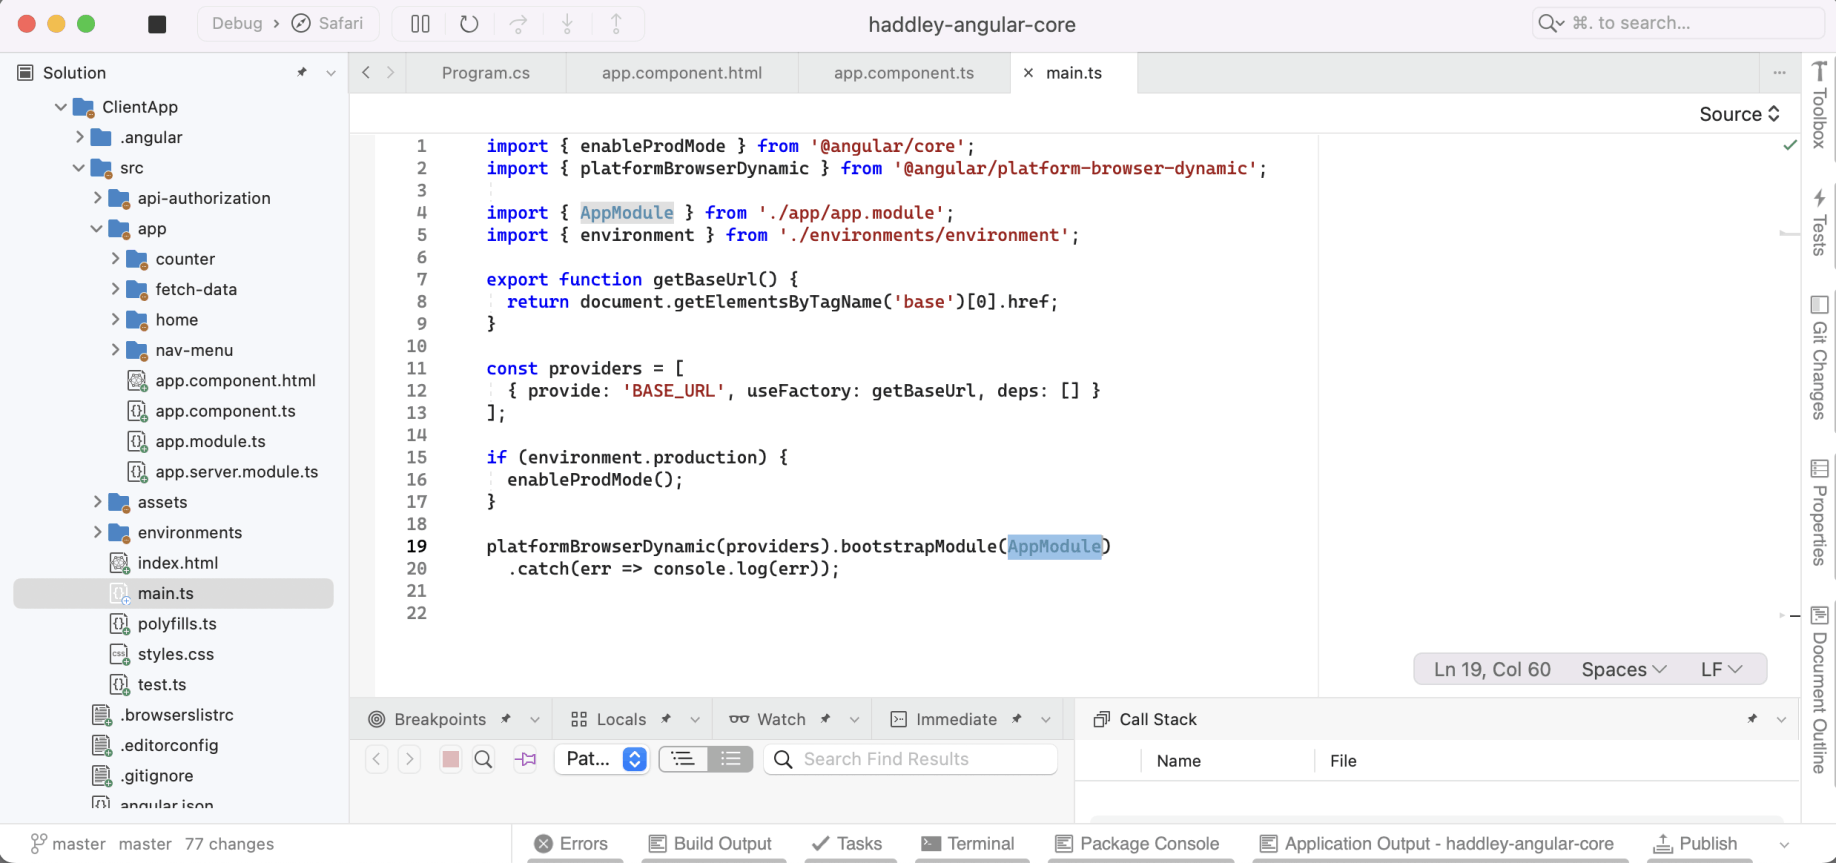 Debug › Safari
haddley-angular-core
⌘. to search...
Solution
ClientApp
.angular
src
api-authorization
app
counter
fetch-data
home
nav-menu
app.component.html
app.component.ts
app.module.ts
app.server.module.ts
assets
environments
index.html
main.ts
polyfills.ts
styles.css
test.ts
.browserslistrc
.editorconfig
.gitignore
angular.json
Program.cs
app.component.html
app.component.ts
× main.ts
Source
1 import { enableProdMode } from '@angular/core';
2 import { platformBrowserDynamic } from '@angular/platform-browser-dynamic';
3
4 import { AppModule } from './app/app.module';
5 import { environment } from './environments/environment';
6
7 export function getBaseUrl() {
8 return document.getElementsByTagName('base')[0].href;
9 }
10
11 const providers = [
12 { provide: 'BASE_URL', useFactory: getBaseUrl, deps: [] }
13 ];
14
15 if (environment.production) {
16 enableProdMode();
17 }
18
19 platformBrowserDynamic(providers).bootstrapModule(AppModule)
20 .catch(err => console.log(err));
21
22
Ln 19, Col 60 Spaces LF
Toolbox
Tests
Git Changes
Properties
Document Outline
Breakpoints
Locals
Watch
Immediate
Call Stack
Pat...
Search Find Results
Name File
master master 77 changes
Errors
Build Output
Tasks
Terminal
Package Console
Application Output - haddley-angular-core
Publish